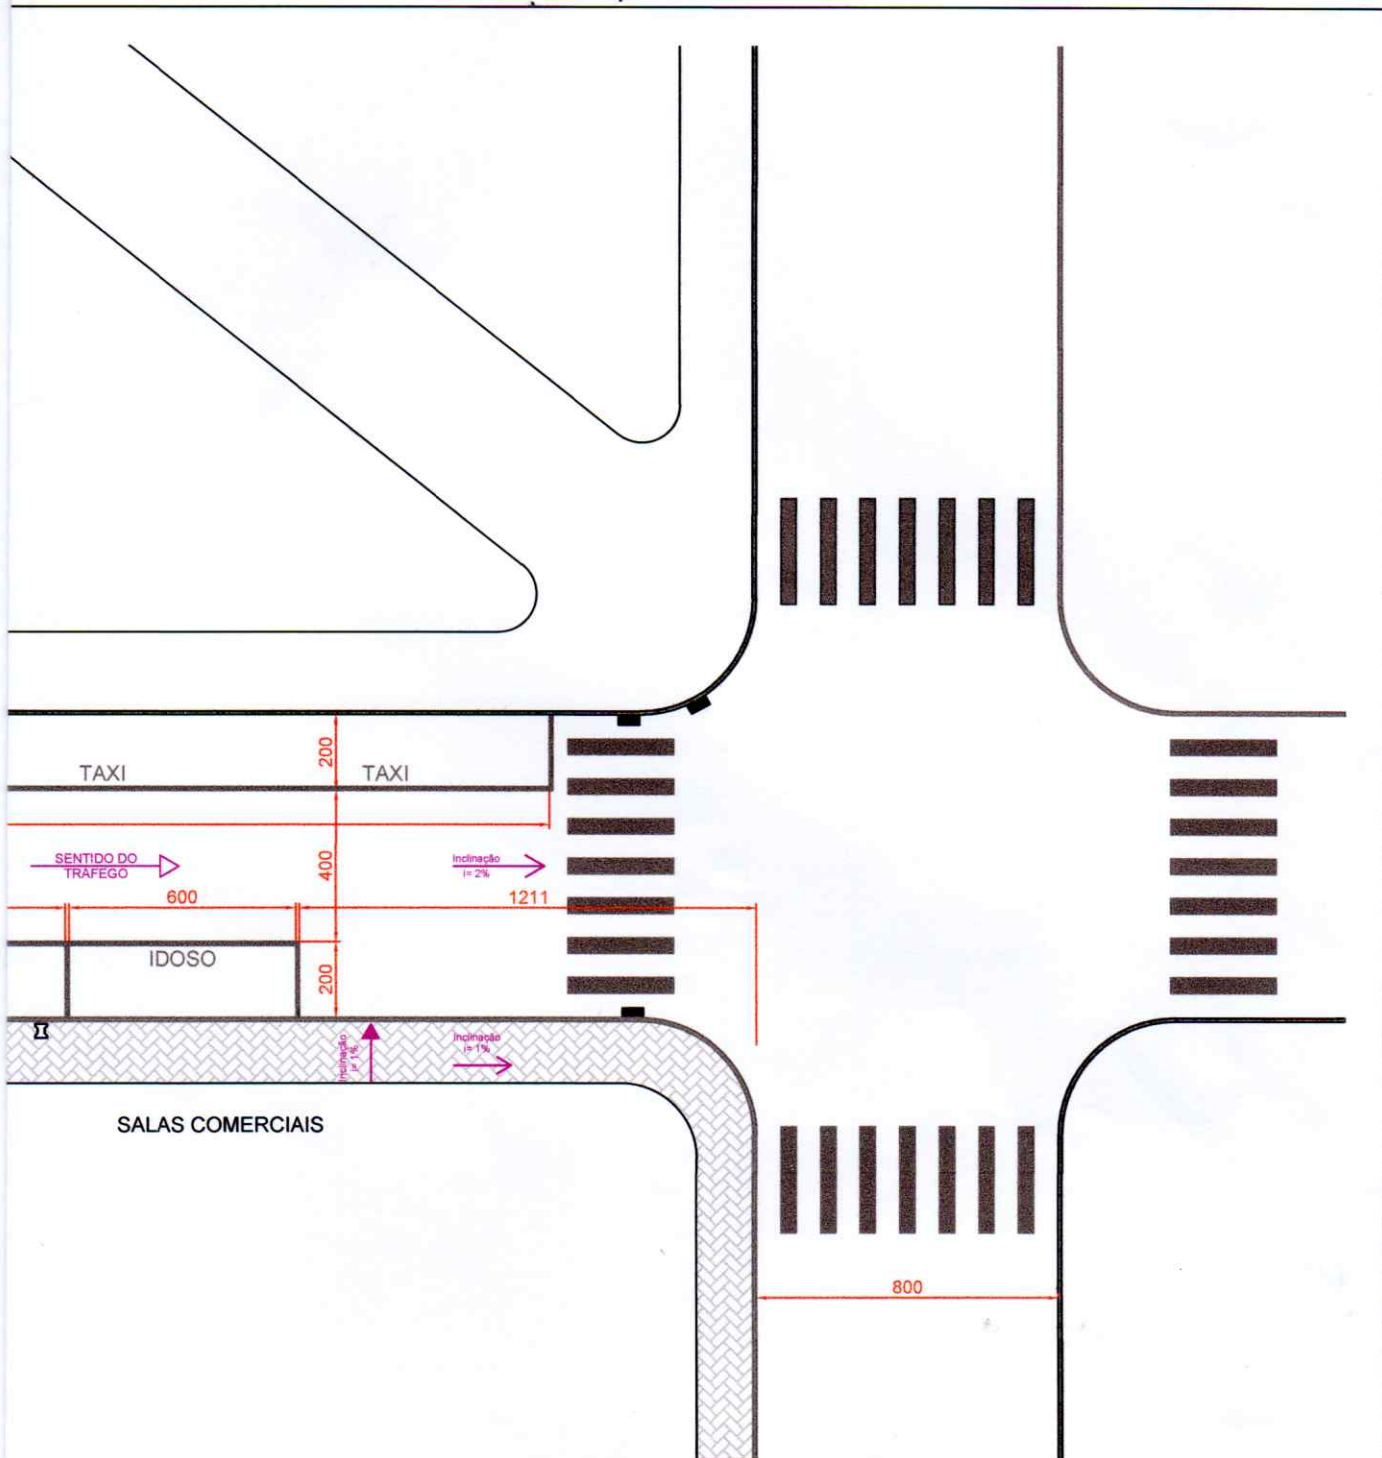 200
TAXI
TAXI
SENTIDO DO
TRÁFEGO
Inclinação
i= 2%
400
600
1211
IDOSO
200
Inclinação
i= 1%
Inclinação
i= 1%
SALAS COMERCIAIS
800